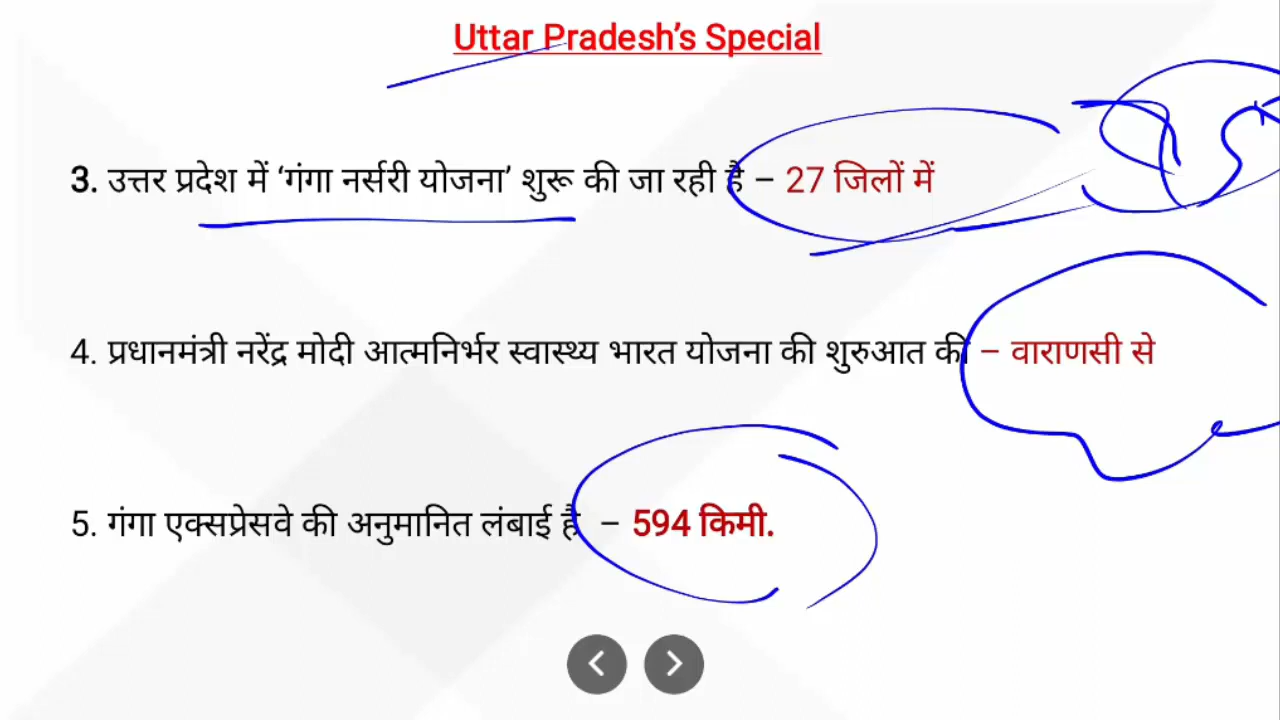 Uttar Pradesh’s Special
3. उत्तर प्रदेश में ‘गंगा नर्सरी योजना’ शुरू की जा रही है – 27 जिलों में
4. प्रधानमंत्री नरेंद्र मोदी आत्मनिर्भर स्वास्थ्य भारत योजना की शुरुआत की – वाराणसी से
5. गंगा एक्सप्रेसवे की अनुमानित लंबाई है – 594 किमी.